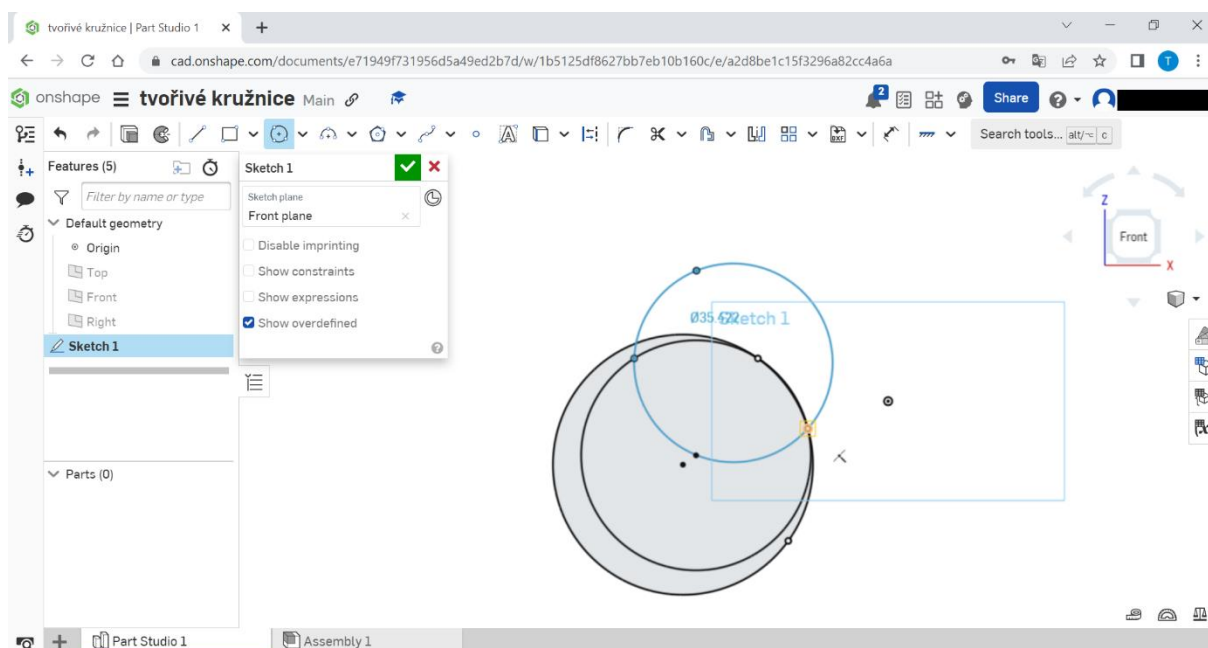 tvořivé kružnice | Part Studio 1
cad.onshape.com/documents/e71949f731956d5a49ed2b7d/w/1b5125df8627bb7eb10b160c/e/a2d8be1c15f3296a82cc4a6a
T
onshape tvořivé kružnice Main
2
Share
Search tools... alt/⌥ c
Features (5)
Filter by name or type
Default geometry
Origin
Top
Front
Right
Sketch 1
Parts (0)
Sketch 1
Sketch plane
Front plane
Disable imprinting
Show constraints
Show expressions
Show overdefined
Z
Front
X
Sketch 1
Part Studio 1
Assembly 1